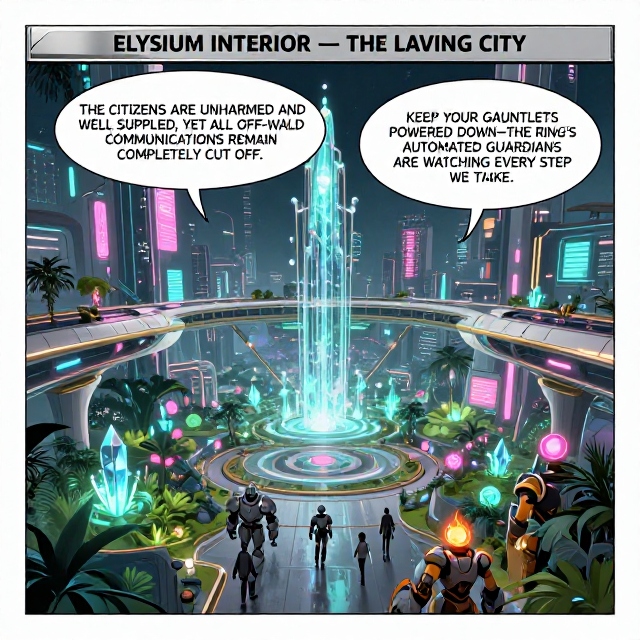 ELYSIUM INTERIOR — THE LAVING CITY
THE CITIZENS ARE UNHARMED AND
WELL SUPPLED, YET ALL OFF-WALD
COMMUNICATIONS REMAIN
COMPLETELY CUT OFF.
KEEP YOUR GAUNTLETS
POWERED DOWN—THE RING'S
AUTOMATED GUARDIANS
ARE WATCHING EVERY STEP
WE TAKE.